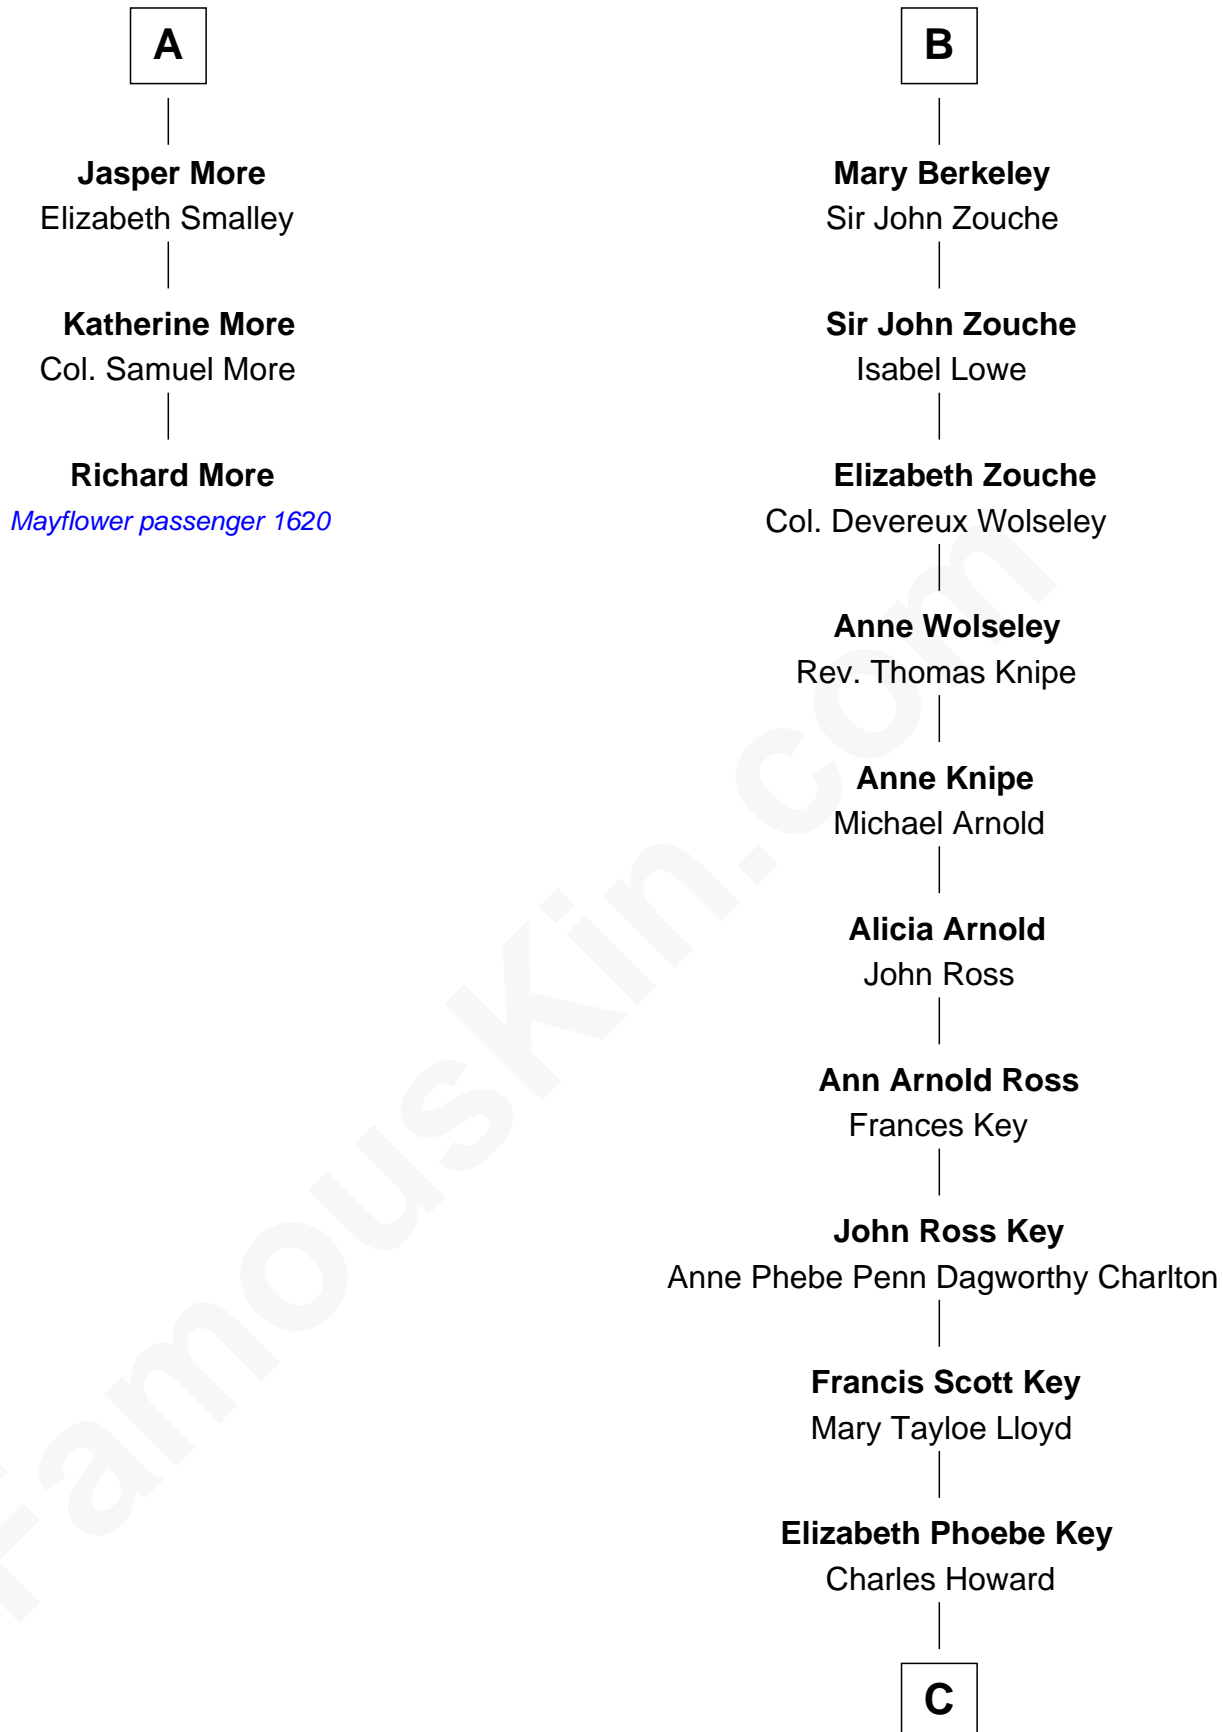 A
Jasper More
Elizabeth Smalley
Katherine More
Col. Samuel More
Richard More
Mayflower passenger 1620
B
Mary Berkeley
Sir John Zouche
Sir John Zouche
Isabel Lowe
Elizabeth Zouche
Col. Devereux Wolseley
Anne Wolseley
Rev. Thomas Knipe
Anne Knipe
Michael Arnold
Alicia Arnold
John Ross
Ann Arnold Ross
Frances Key
John Ross Key
Anne Phebe Penn Dagworthy Charlton
Francis Scott Key
Mary Tayloe Lloyd
Elizabeth Phoebe Key
Charles Howard
C
FamousKin.com